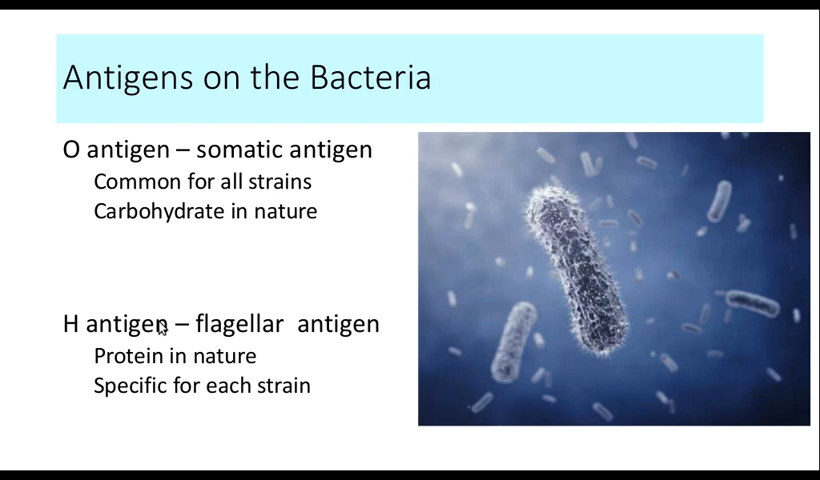 Antigens on the Bacteria
O antigen – somatic antigen
Common for all strains
Carbohydrate in nature
H antigen – flagellar  antigen
Protein in nature
Specific for each strain